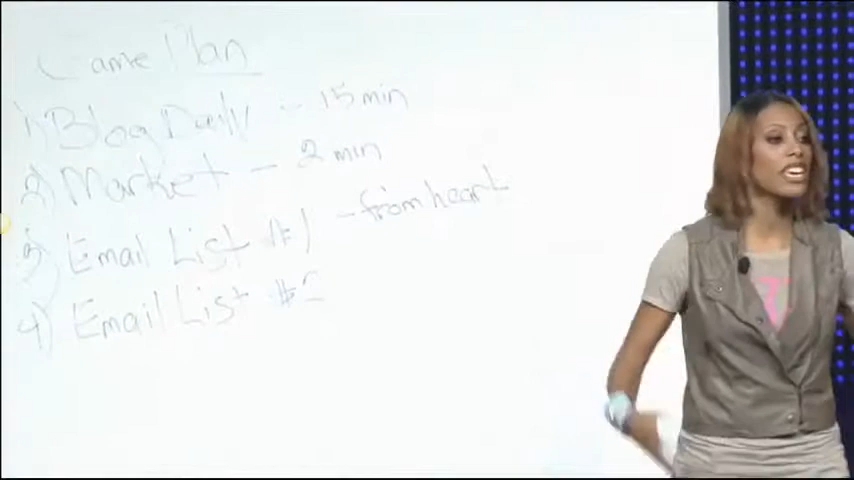 Game Plan
1) Blog Daily - 15 min
2) Market - 2 min
3) Email List #1 - from heart
4) Email List #2